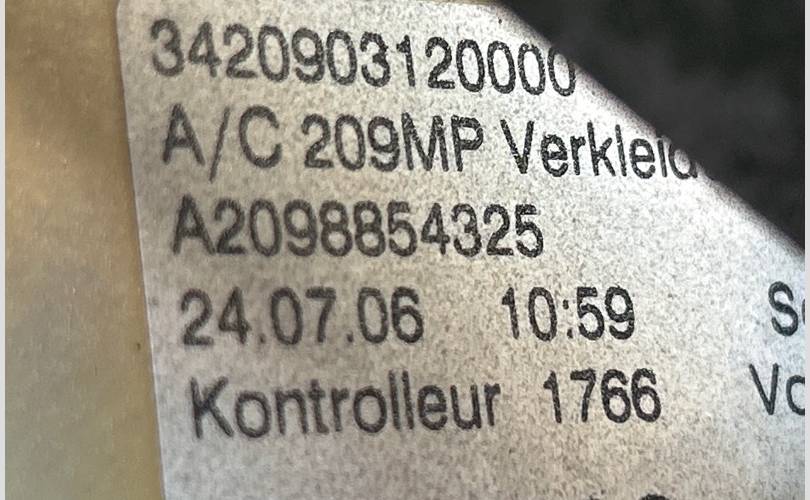 3420903120000
A/C 209MP Verkleid
A2098854325
24.07.06 10:59
Kontrolleur 1766